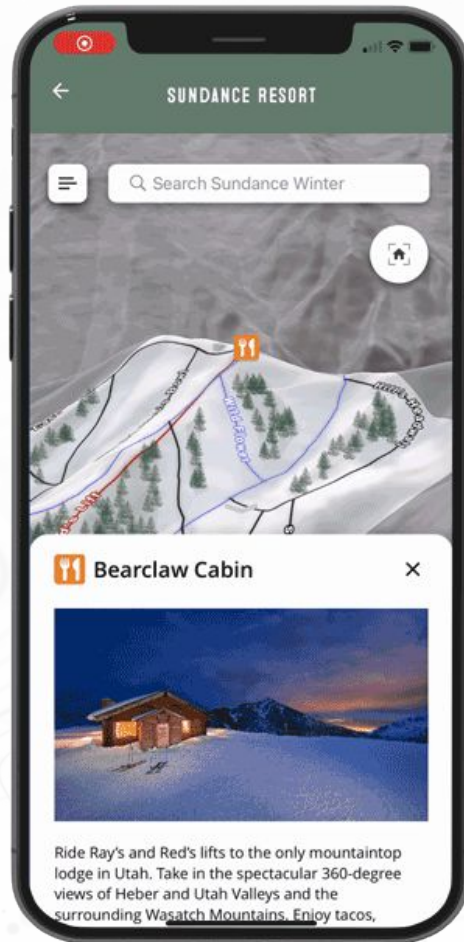 SUNDANCE RESORT
Search Sundance Winter
Wild-Flower
Bearclaw Cabin
Ride Ray's and Red's lifts to the only mountaintop
lodge in Utah. Take in the spectacular 360-degree
views of Heber and Utah Valleys and the
surrounding Wasatch Mountains. Enjoy tacos,